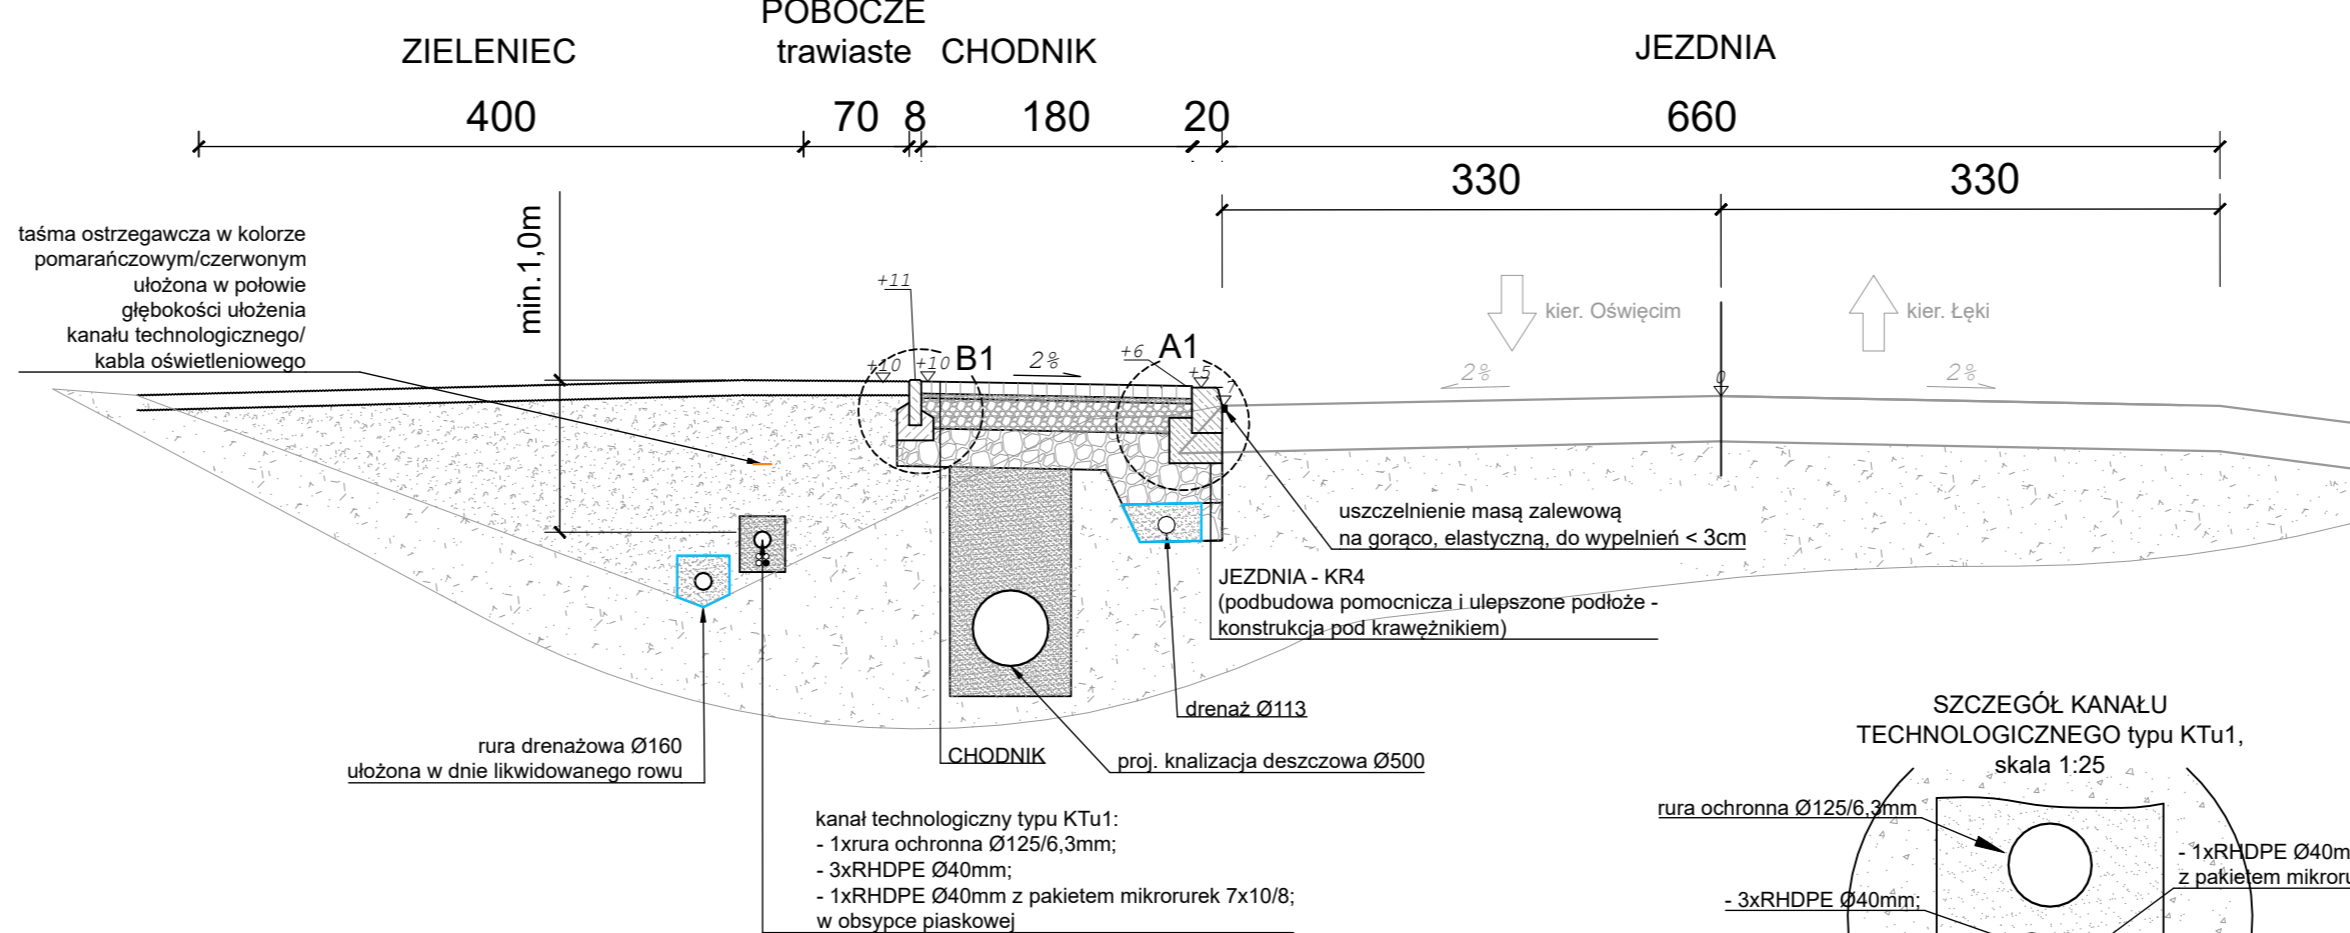 POBOCZE
ZIELENIEC trawiaste CHODNIK JEZDNIA
400 70 8 180 20 660
330 330
min. 1,0m
taśma ostrzegawcza w kolorze
pomarańczowym/czerwonym
ułożona w połowie
głębokości ułożenia
kanału technologicznego/
kabla oświetleniowego
+11
+10 +10 B1 2% +6 A1 +5
kier. Oświęcim kier. Łęki
2% 0 2%
uszczelnienie masą zalewową
na gorąco, elastyczną, do wypelnień < 3cm
JEZDNIA - KR4
(podbudowa pomocnicza i ulepszone podłoże -
konstrukcja pod krawężnikiem)
drenaż Ø113
rura drenażowa Ø160
ułożona w dnie likwidowanego rowu
CHODNIK
proj. knalizacja deszczowa Ø500
kanał technologiczny typu KTu1:
- 1xrura ochronna Ø125/6,3mm;
- 3xRHDPE Ø40mm;
- 1xRHDPE Ø40mm z pakietem mikrorurek 7x10/8;
w obsypce piaskowej
SZCZEGÓŁ KANAŁU
TECHNOLOGICZNEGO typu KTu1,
skala 1:25
rura ochronna Ø125/6,3mm
- 1xRHDPE Ø40m
z pakietem mikroru
- 3xRHDPE Ø40mm;